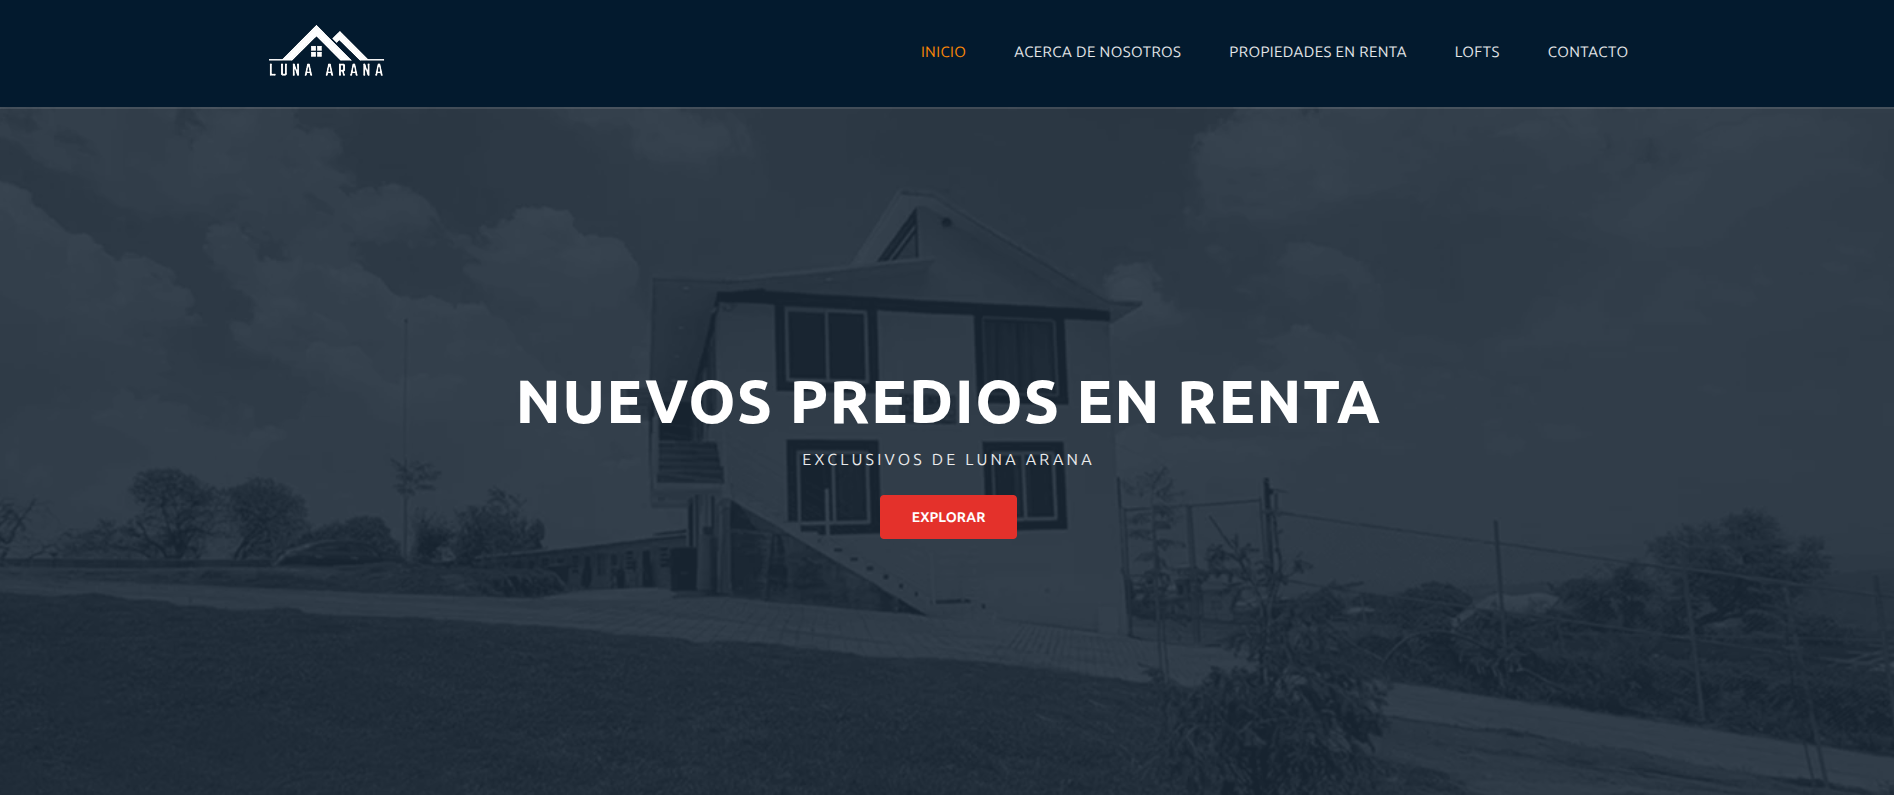 LUNA ARANA
INICIO
ACERCA DE NOSOTROS
PROPIEDADES EN RENTA
LOFTS
CONTACTO
NUEVOS PREDIOS EN RENTA
EXCLUSIVOS DE LUNA ARANA
EXPLORAR